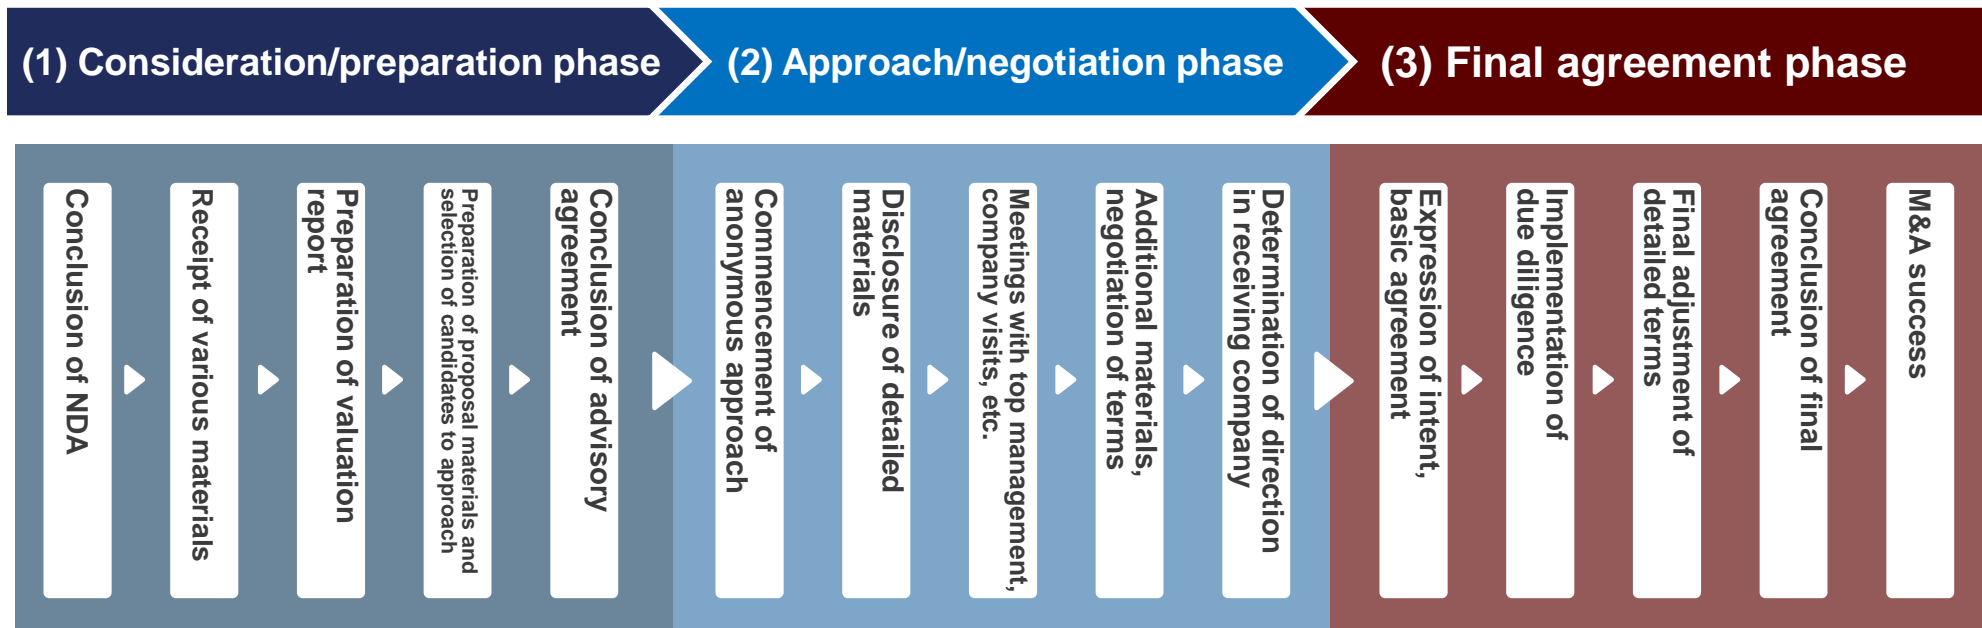 (1) Consideration/preparation phase
(2) Approach/negotiation phase
(3) Final agreement phase
Conclusion of NDA
Receipt of various materials
Preparation of valuation
report
Preparation of proposal materials and
selection of candidates to approach
Conclusion of advisory
agreement
Commencement of
anonymous approach
Disclosure of detailed
materials
Meetings with top management,
company visits, etc.
Additional materials,
negotiation of terms
Determination of direction
in receiving company
Expression of intent,
basic agreement
Implementation of
due diligence
Final adjustment of
detailed terms
Conclusion of final
agreement
M&A success